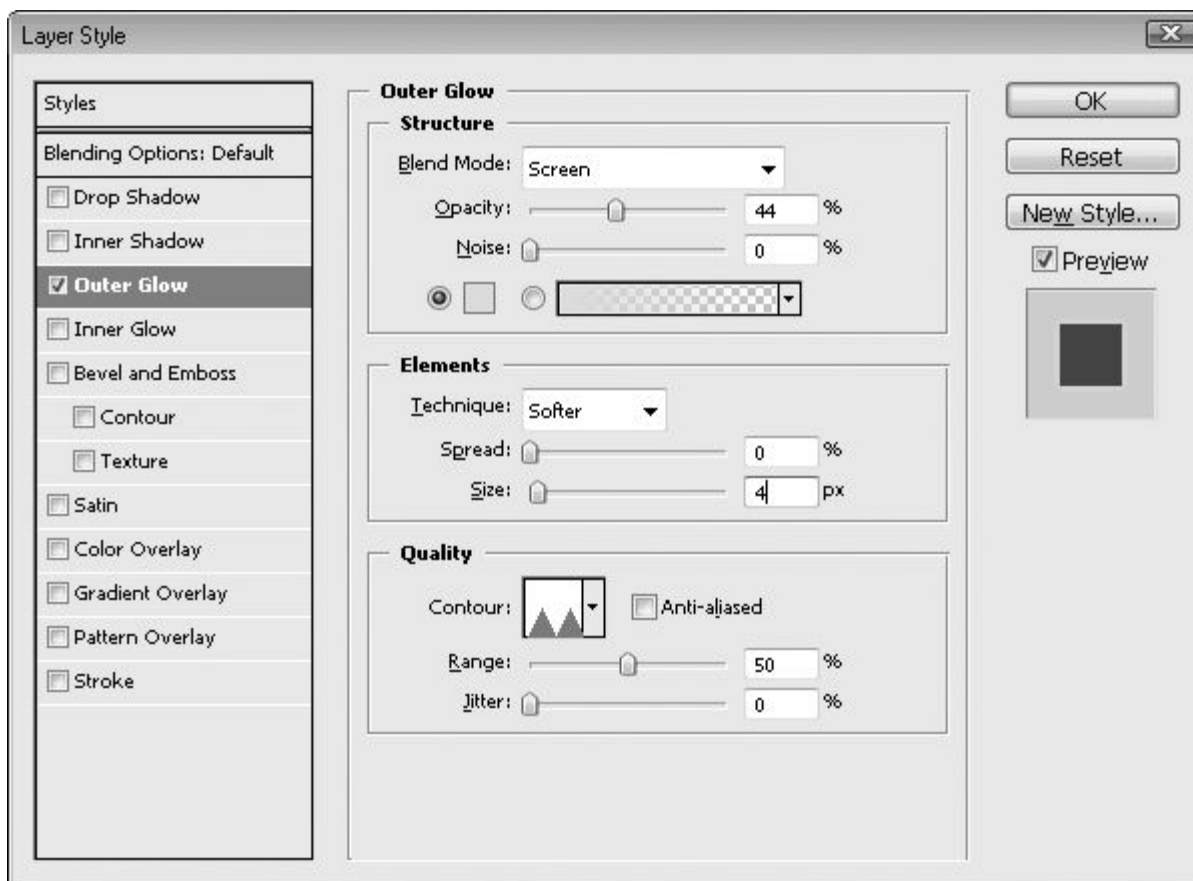 Layer Style
Styles
Blending Options: Default
Drop Shadow
Inner Shadow
Outer Glow
Inner Glow
Bevel and Emboss
Contour
Texture
Satin
Color Overlay
Gradient Overlay
Pattern Overlay
Stroke
Outer Glow
Structure
Blend Mode: Screen
Opacity: 44 %
Noise: 0 %
Elements
Technique: Softer
Spread: 0 %
Size: 4 px
Quality
Contour: Anti-aliased
Range: 50 %
Jitter: 0 %
OK
Reset
New Style...
Preview